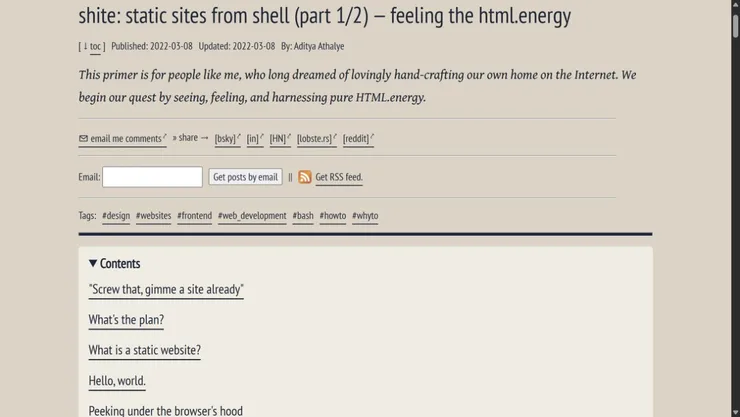 shite: static sites from shell (part 1/2) — feeling the html.energy
[ ↓ toc ] Published: 2022-03-08 Updated: 2022-03-08 By: Aditya Athalye
This primer is for people like me, who long dreamed of lovingly hand-crafting our own home on the Internet. We
begin our quest by seeing, feeling, and harnessing pure HTML.energy.
email me comments » share → [bsky] [in] [HN] [lobste.rs] [reddit]
Email: Get posts by email || Get RSS feed.
Tags: #design #websites #frontend #web_development #bash #howto #whyto
▼ Contents
"Screw that, gimme a site already"
What's the plan?
What is a static website?
Hello, world.
Peeking under the browser's hood